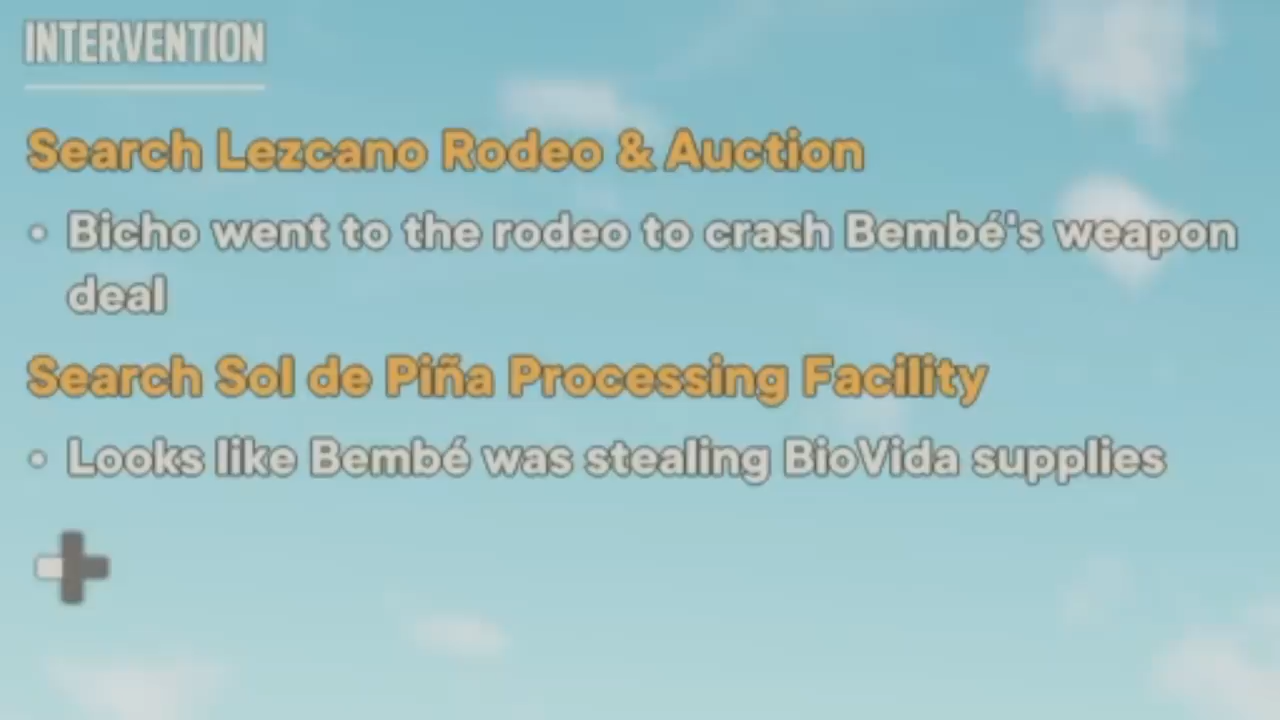 INTERVENTION
Search Lezcano Rodeo & Auction
• Bicho went to the rodeo to crash Bembé's weapon
deal
Search Sol de Piña Processing Facility
• Looks like Bembé was stealing BioVida supplies